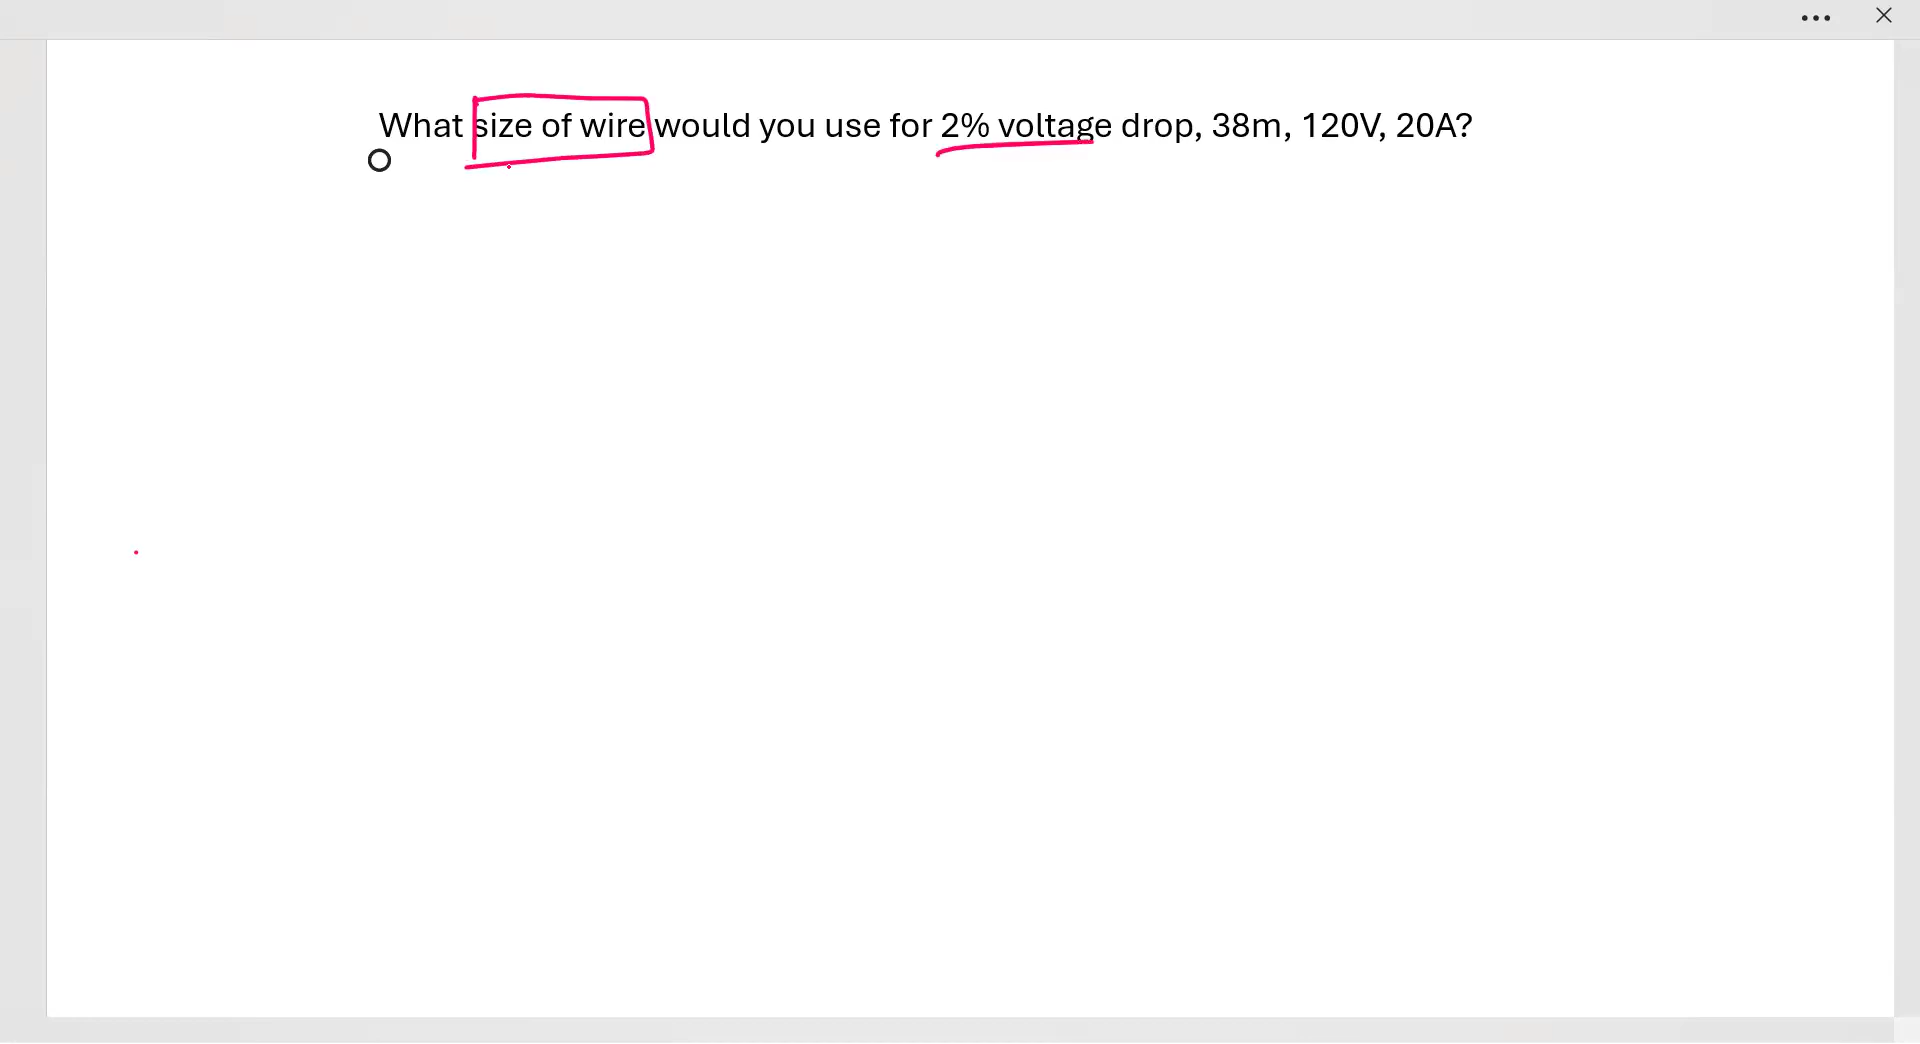 What size of wire would you use for 2% voltage drop, 38m, 120V, 20A?